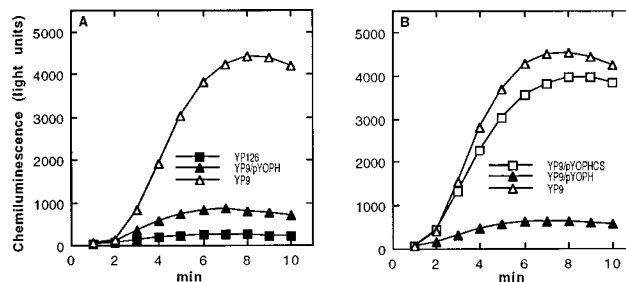 A
B
Chemiluminescence (light units)
5000
4000
3000
2000
1000
0
YP126
YP9/pYOPH
YP9
0 2 4 6 8 10
min
5000
4000
3000
2000
1000
0
YP9/pYOPHCS
YP9/pYOPH
YP9
0 2 4 6 8 10
min